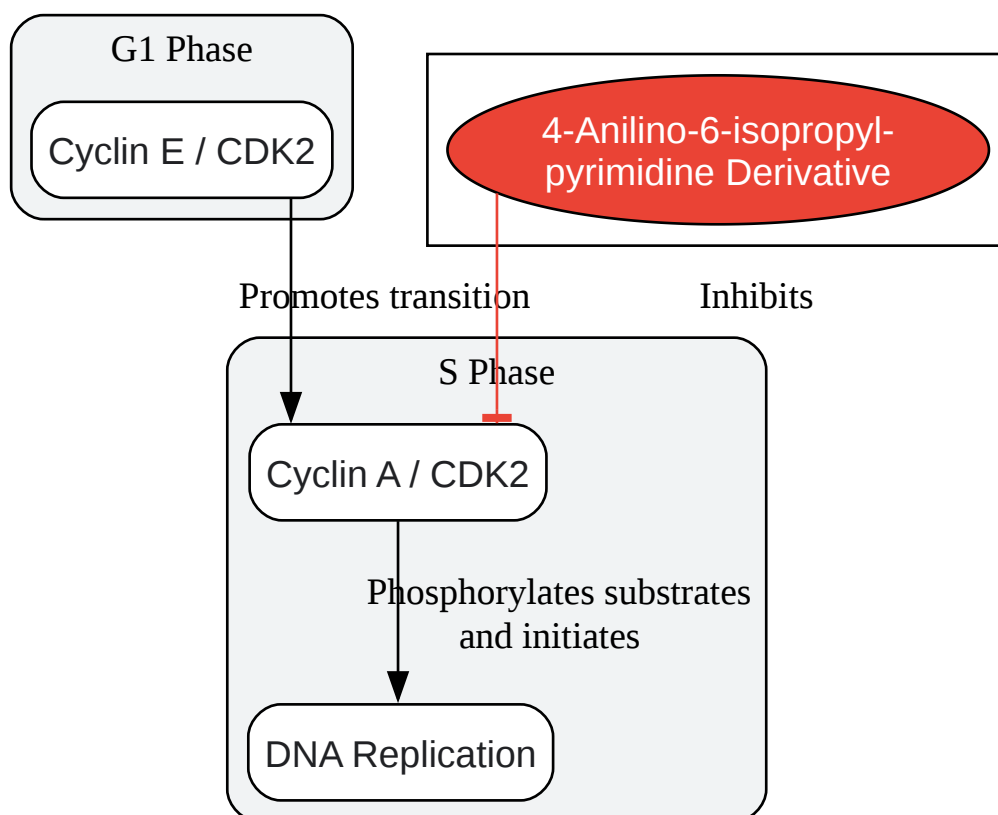 G1 Phase
Cyclin E / CDK2
4-Anilino-6-isopropyl-
pyrimidine Derivative
Promotes transition
Inhibits
S Phase
Cyclin A / CDK2
Phosphorylates substrates
and initiates
DNA Replication